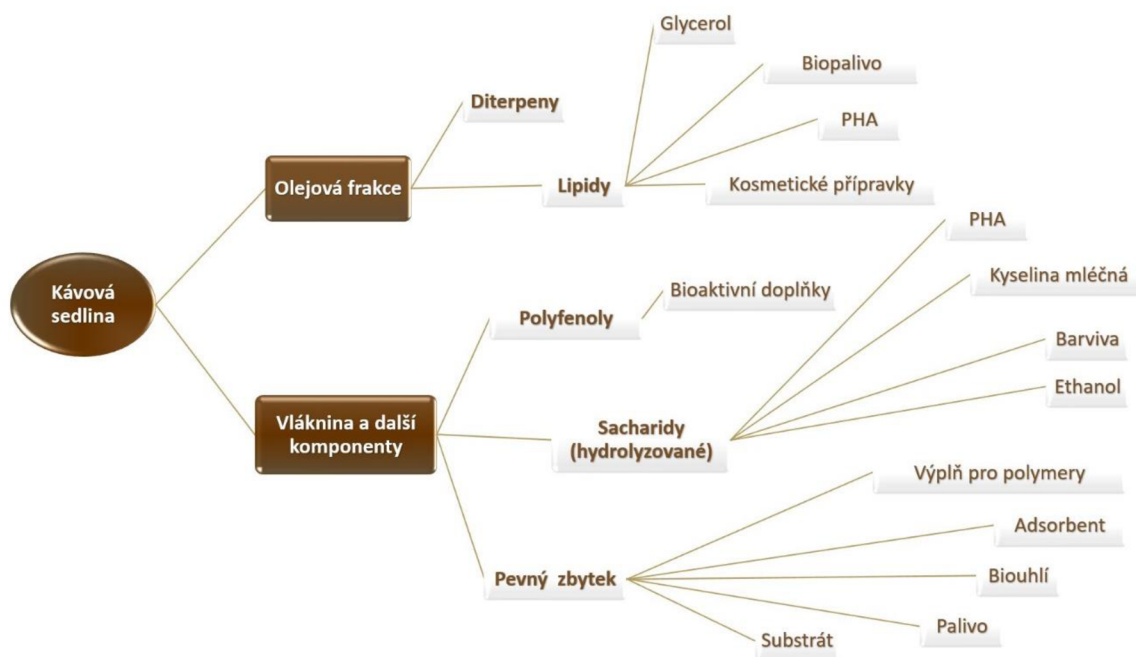 Glycerol
Biopalivo
Diterpeny
PHA
Olejová frakce
Lipidy
Kosmetické přípravky
PHA
Kávová
sedlina
Bioaktivní doplňky
Kyselina mléčná
Polyfenoly
Barviva
Ethanol
Vláknina a další
komponenty
Sacharidy
(hydrolyzované)
Výplň pro polymery
Adsorbent
Pevný zbytek
Biouhlí
Palivo
Substrát